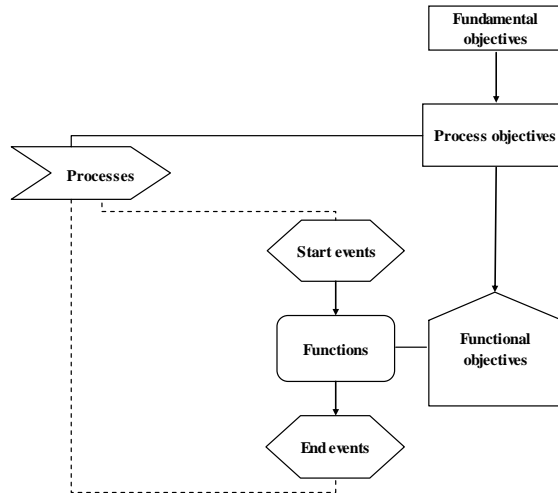 Fundamental
objectives
Process objectives
Processes
Start events
Functions
Functional
objectives
End events